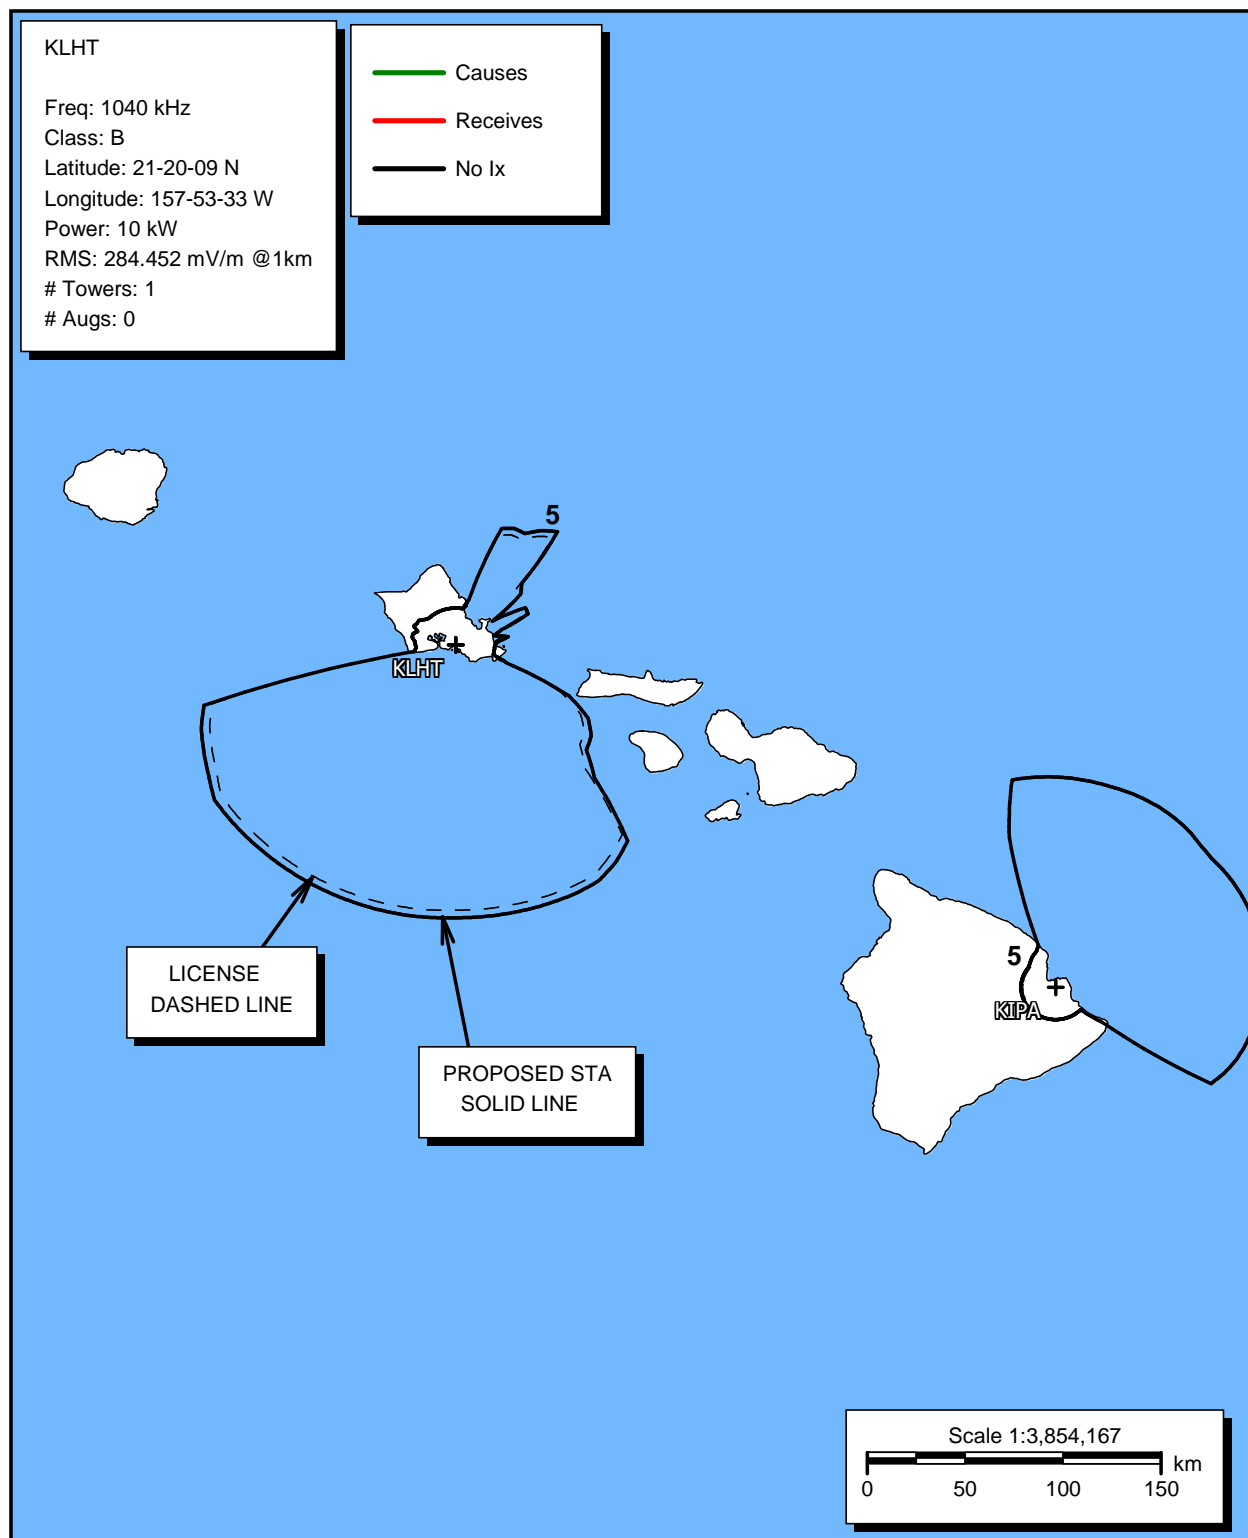 KLHT
Freq: 1040 kHz
Class: B
Latitude: 21-20-09 N
Longitude: 157-53-33 W
Power: 10 kW
RMS: 284.452 mV/m @1km
# Towers: 1
# Augs: 0
Causes
Receives
No Ix
5
KLHT
5
KIPA
LICENSE
DASHED LINE
PROPOSED STA
SOLID LINE
Scale 1:3,854,167
km
0 50 100 150